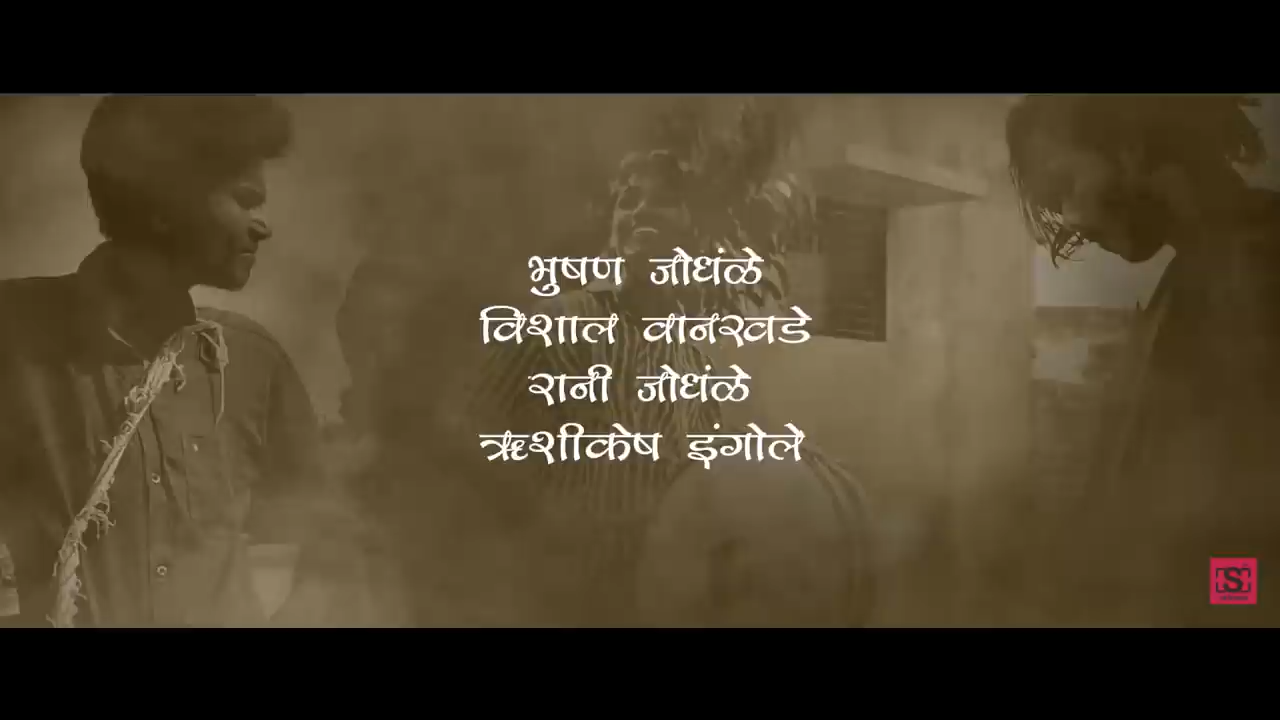 भुषण जोधंळे
विशाल वानखडे
रानी जोधंळे
ऋशीकेष इंगोले